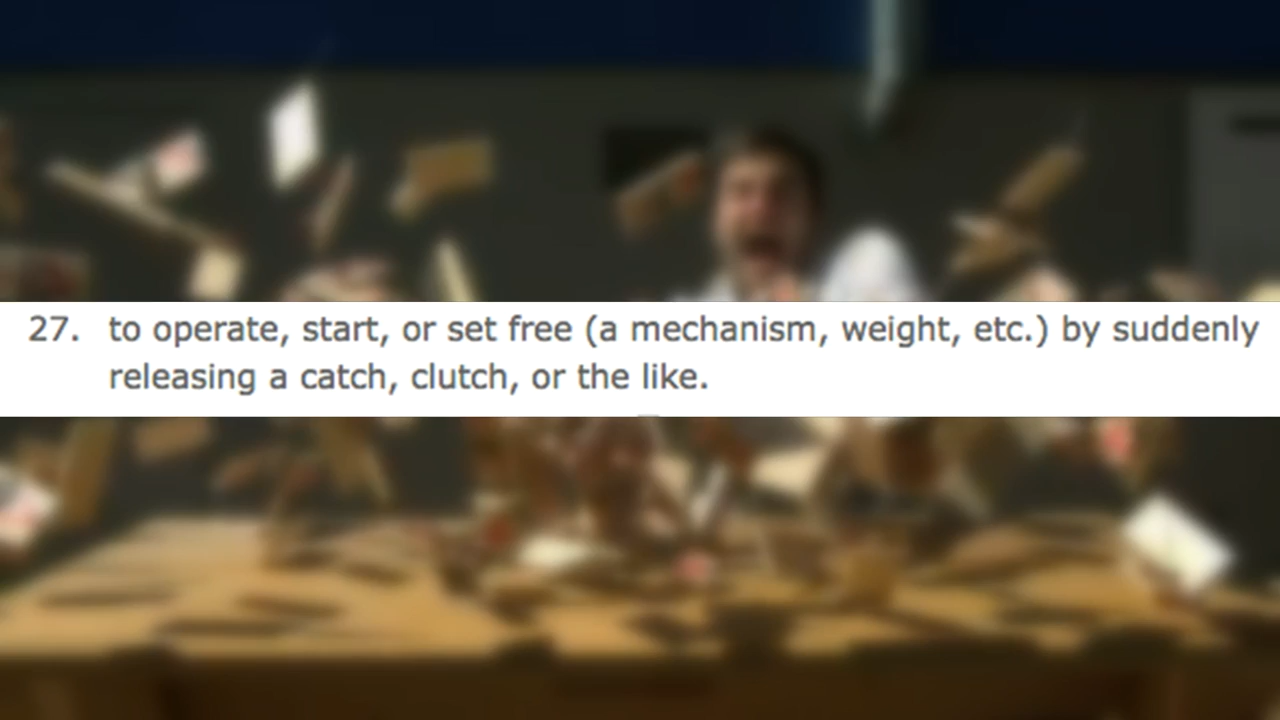 27. to operate, start, or set free (a mechanism, weight, etc.) by suddenly
releasing a catch, clutch, or the like.